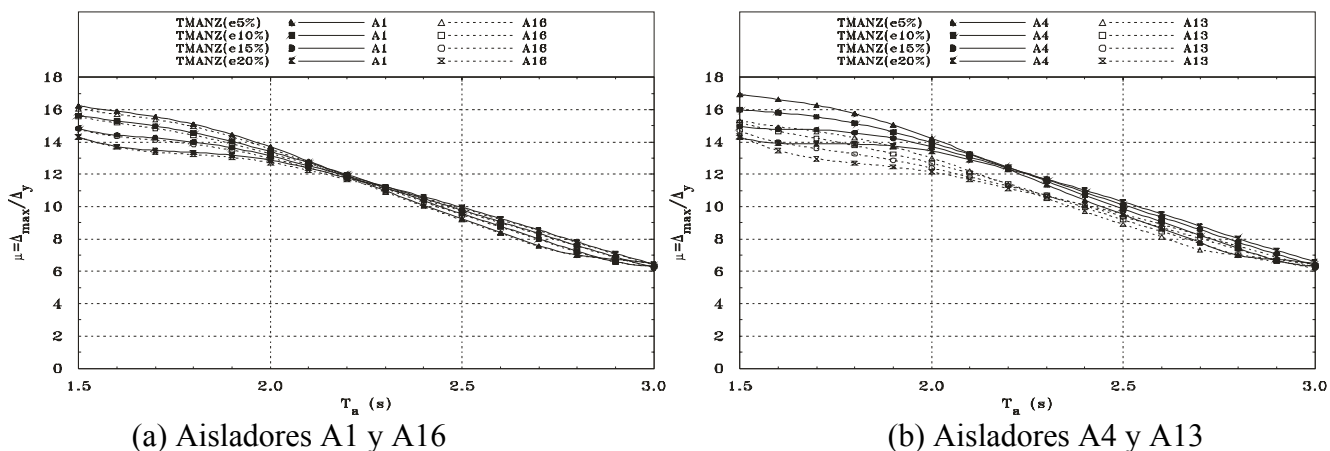 TMANZ(e5%) A1 A16
TMANZ(e10%) A1 A16
TMANZ(e15%) A1 A16
TMANZ(e20%) A1 A16
18
16
14
12
10
8
6
4
2
0
μ=Δmax/Δy
1.5 2.0 2.5 3.0
Ta (s)
(a) Aisladores A1 y A16
TMANZ(e5%) A4 A13
TMANZ(e10%) A4 A13
TMANZ(e15%) A4 A13
TMANZ(e20%) A4 A13
18
16
14
12
10
8
6
4
2
0
μ=Δmax/Δy
1.5 2.0 2.5 3.0
Ta (s)
(b) Aisladores A4 y A13